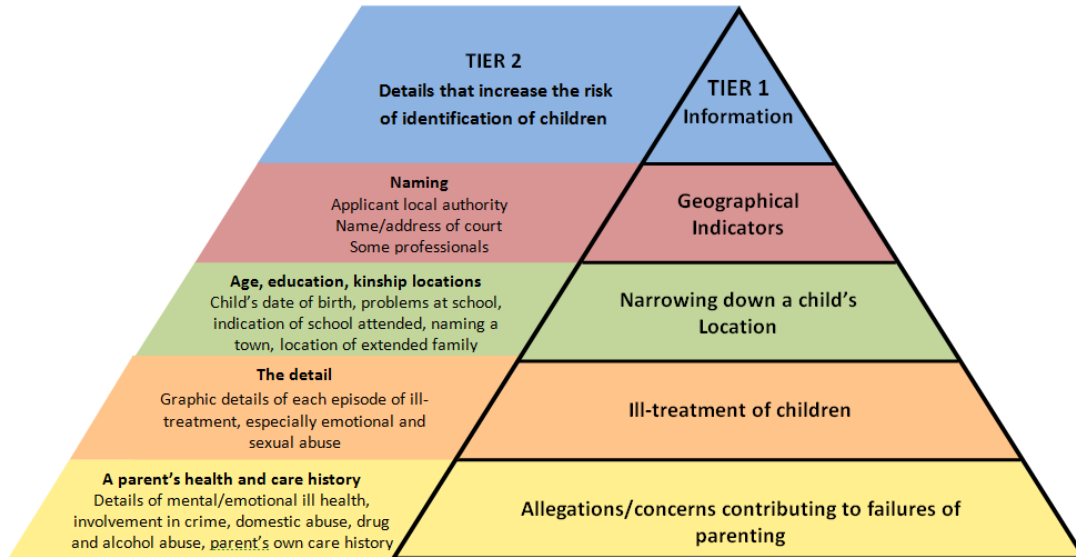 TIER 2
Details that increase the risk
of identification of children
TIER 1
Information
Naming
Applicant local authority
Name/address of court
Some professionals
Geographical
Indicators
Age, education, kinship locations
Child's date of birth, problems at school,
indication of school attended, naming a
town, location of extended family
Narrowing down a child's
Location
The detail
Graphic details of each episode of ill-
treatment, especially emotional and
sexual abuse
Ill-treatment of children
A parent's health and care history
Details of mental/emotional ill health,
involvement in crime, domestic abuse, drug
and alcohol abuse, parent's own care history
Allegations/concerns contributing to failures of
parenting